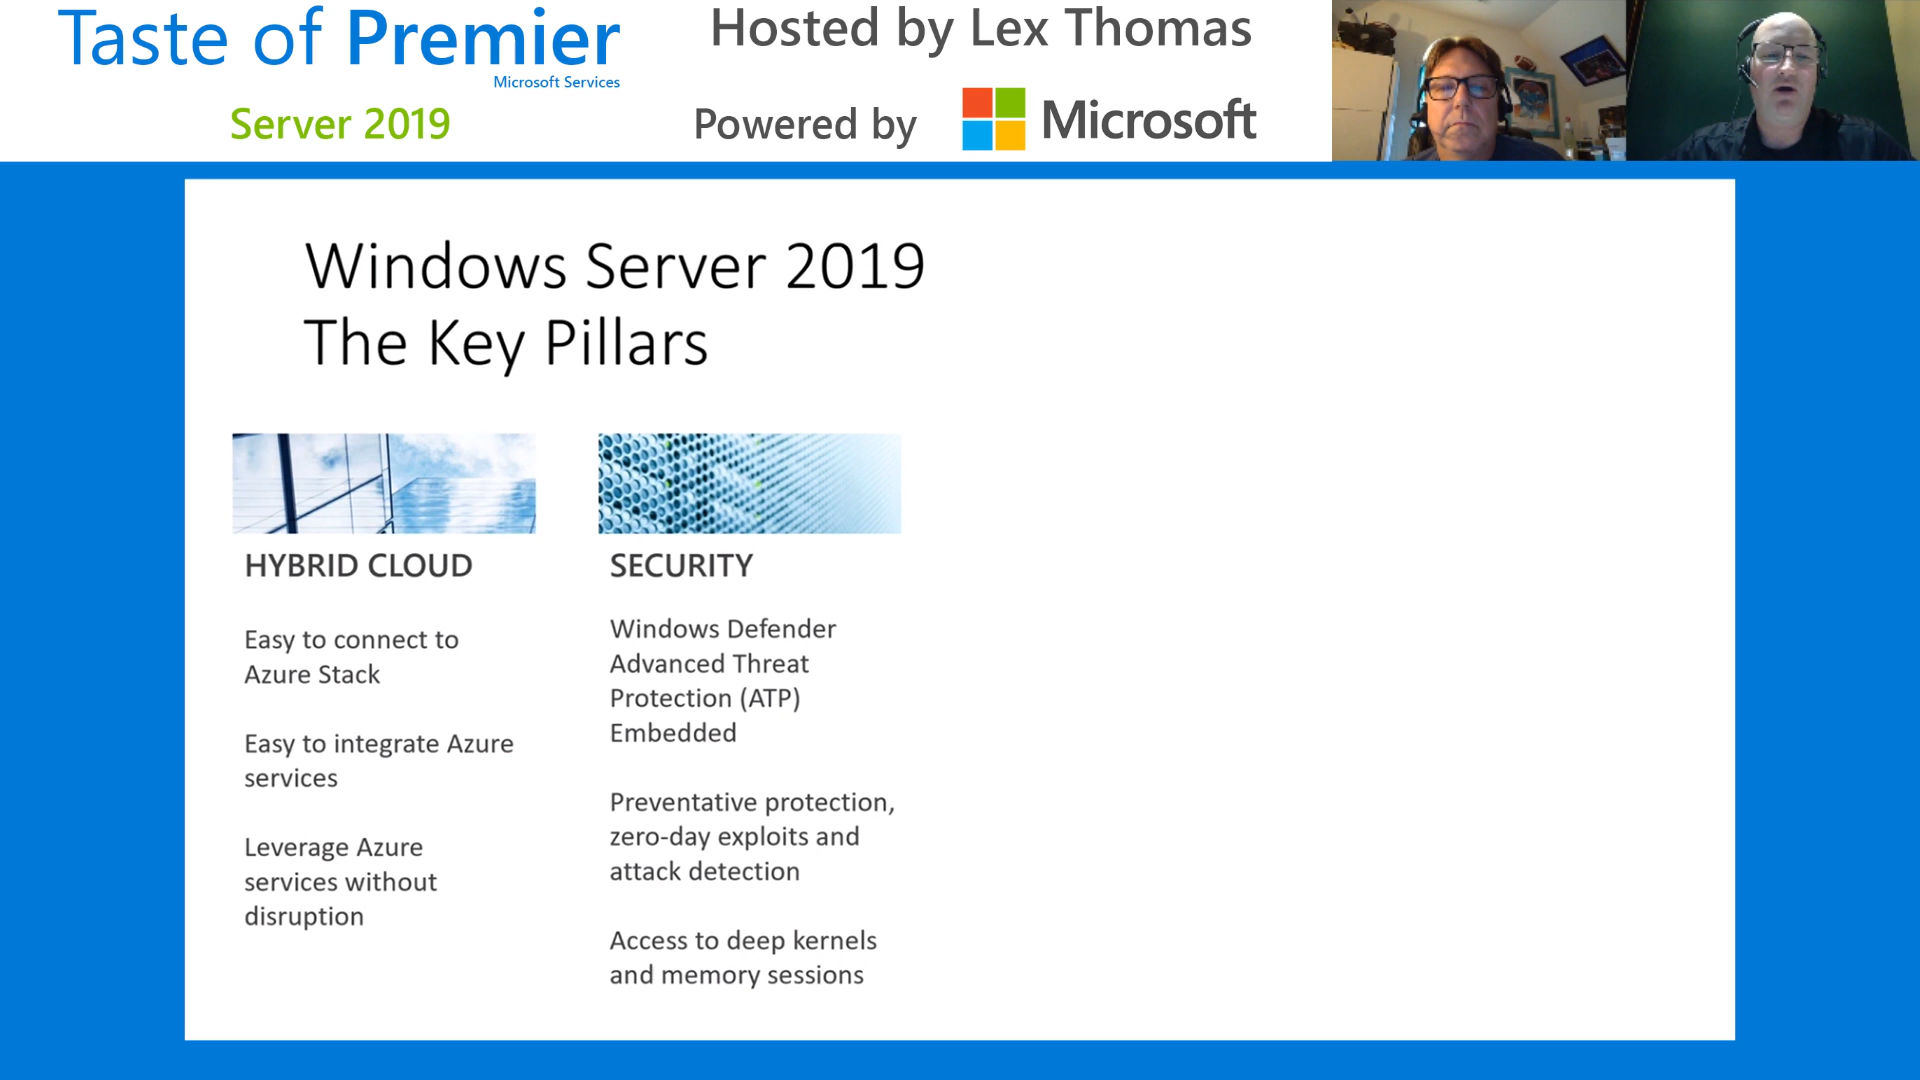 Taste of Premier
Microsoft Services
Server 2019
Hosted by Lex Thomas
Powered by
Microsoft
Windows Server 2019
The Key Pillars
HYBRID CLOUD
Easy to connect to
Azure Stack
Easy to integrate Azure
services
Leverage Azure
services without
disruption
SECURITY
Windows Defender
Advanced Threat
Protection (ATP)
Embedded
Preventative protection,
zero-day exploits and
attack detection
Access to deep kernels
and memory sessions